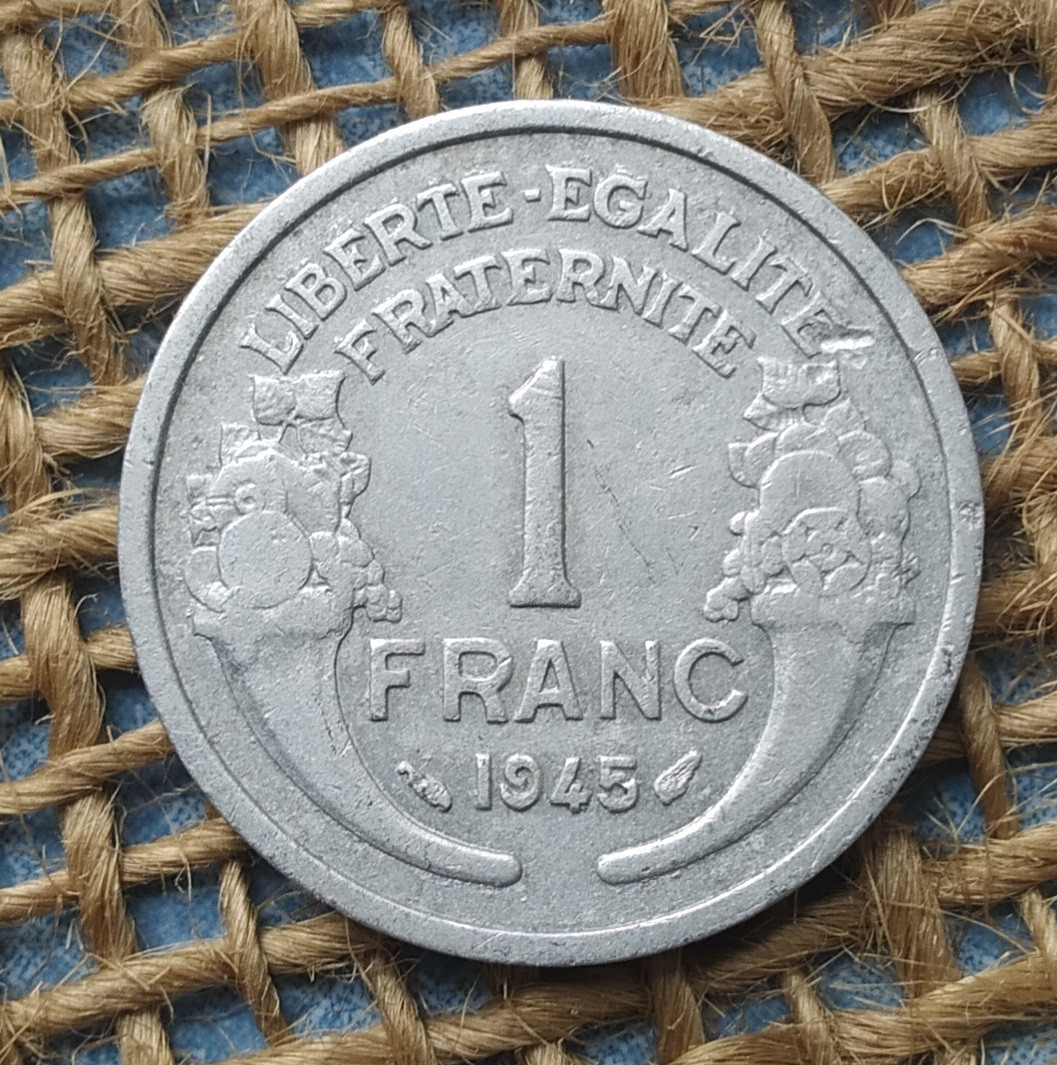 LIBERTE-EGALITE
FRATERNITE
1
FRANC
1945